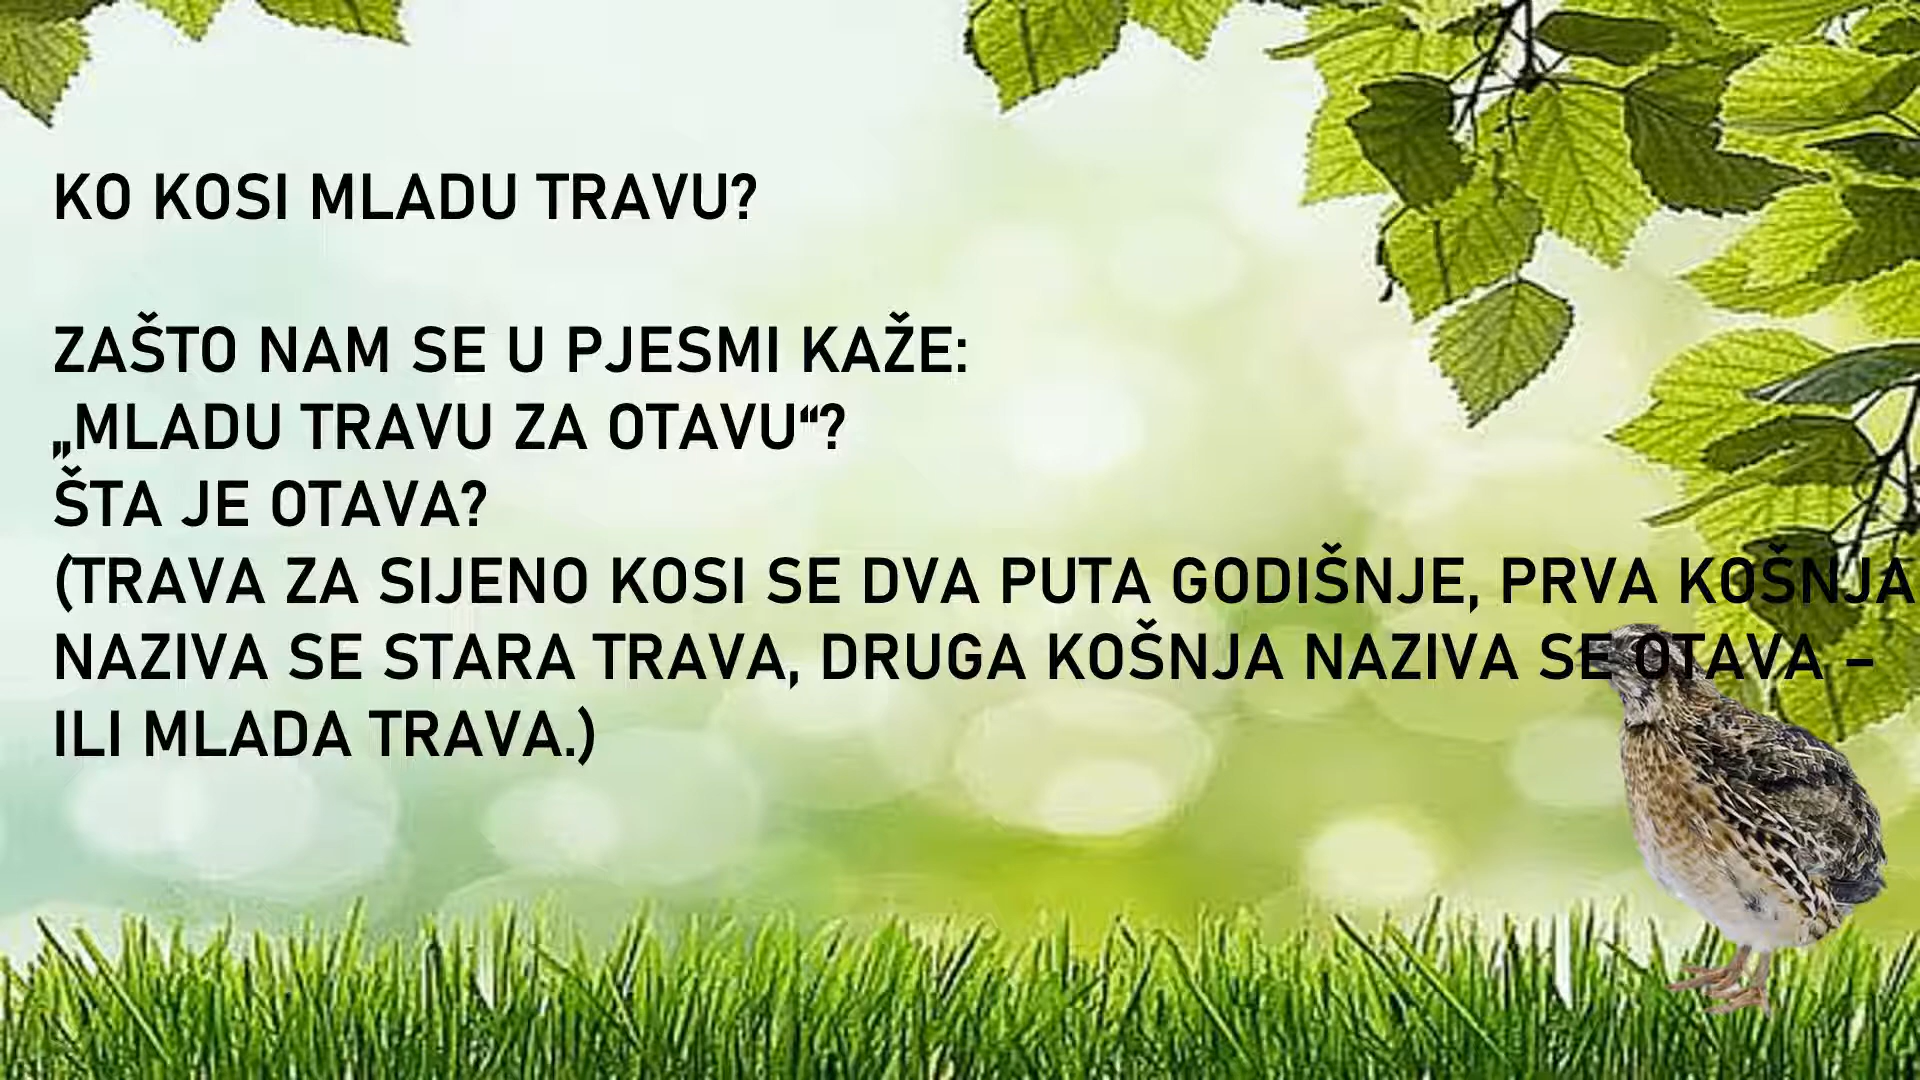 KO KOSI MLADU TRAVU?
ZAŠTO NAM SE U PJESMI KAŽE:
„MLADU TRAVU ZA OTAVU“?
ŠTA JE OTAVA?
(TRAVA ZA SIJENO KOSI SE DVA PUTA GODIŠNJE, PRVA KOŠNJA
NAZIVA SE STARA TRAVA, DRUGA KOŠNJA NAZIVA SE OTAVA –
ILI MLADA TRAVA.)